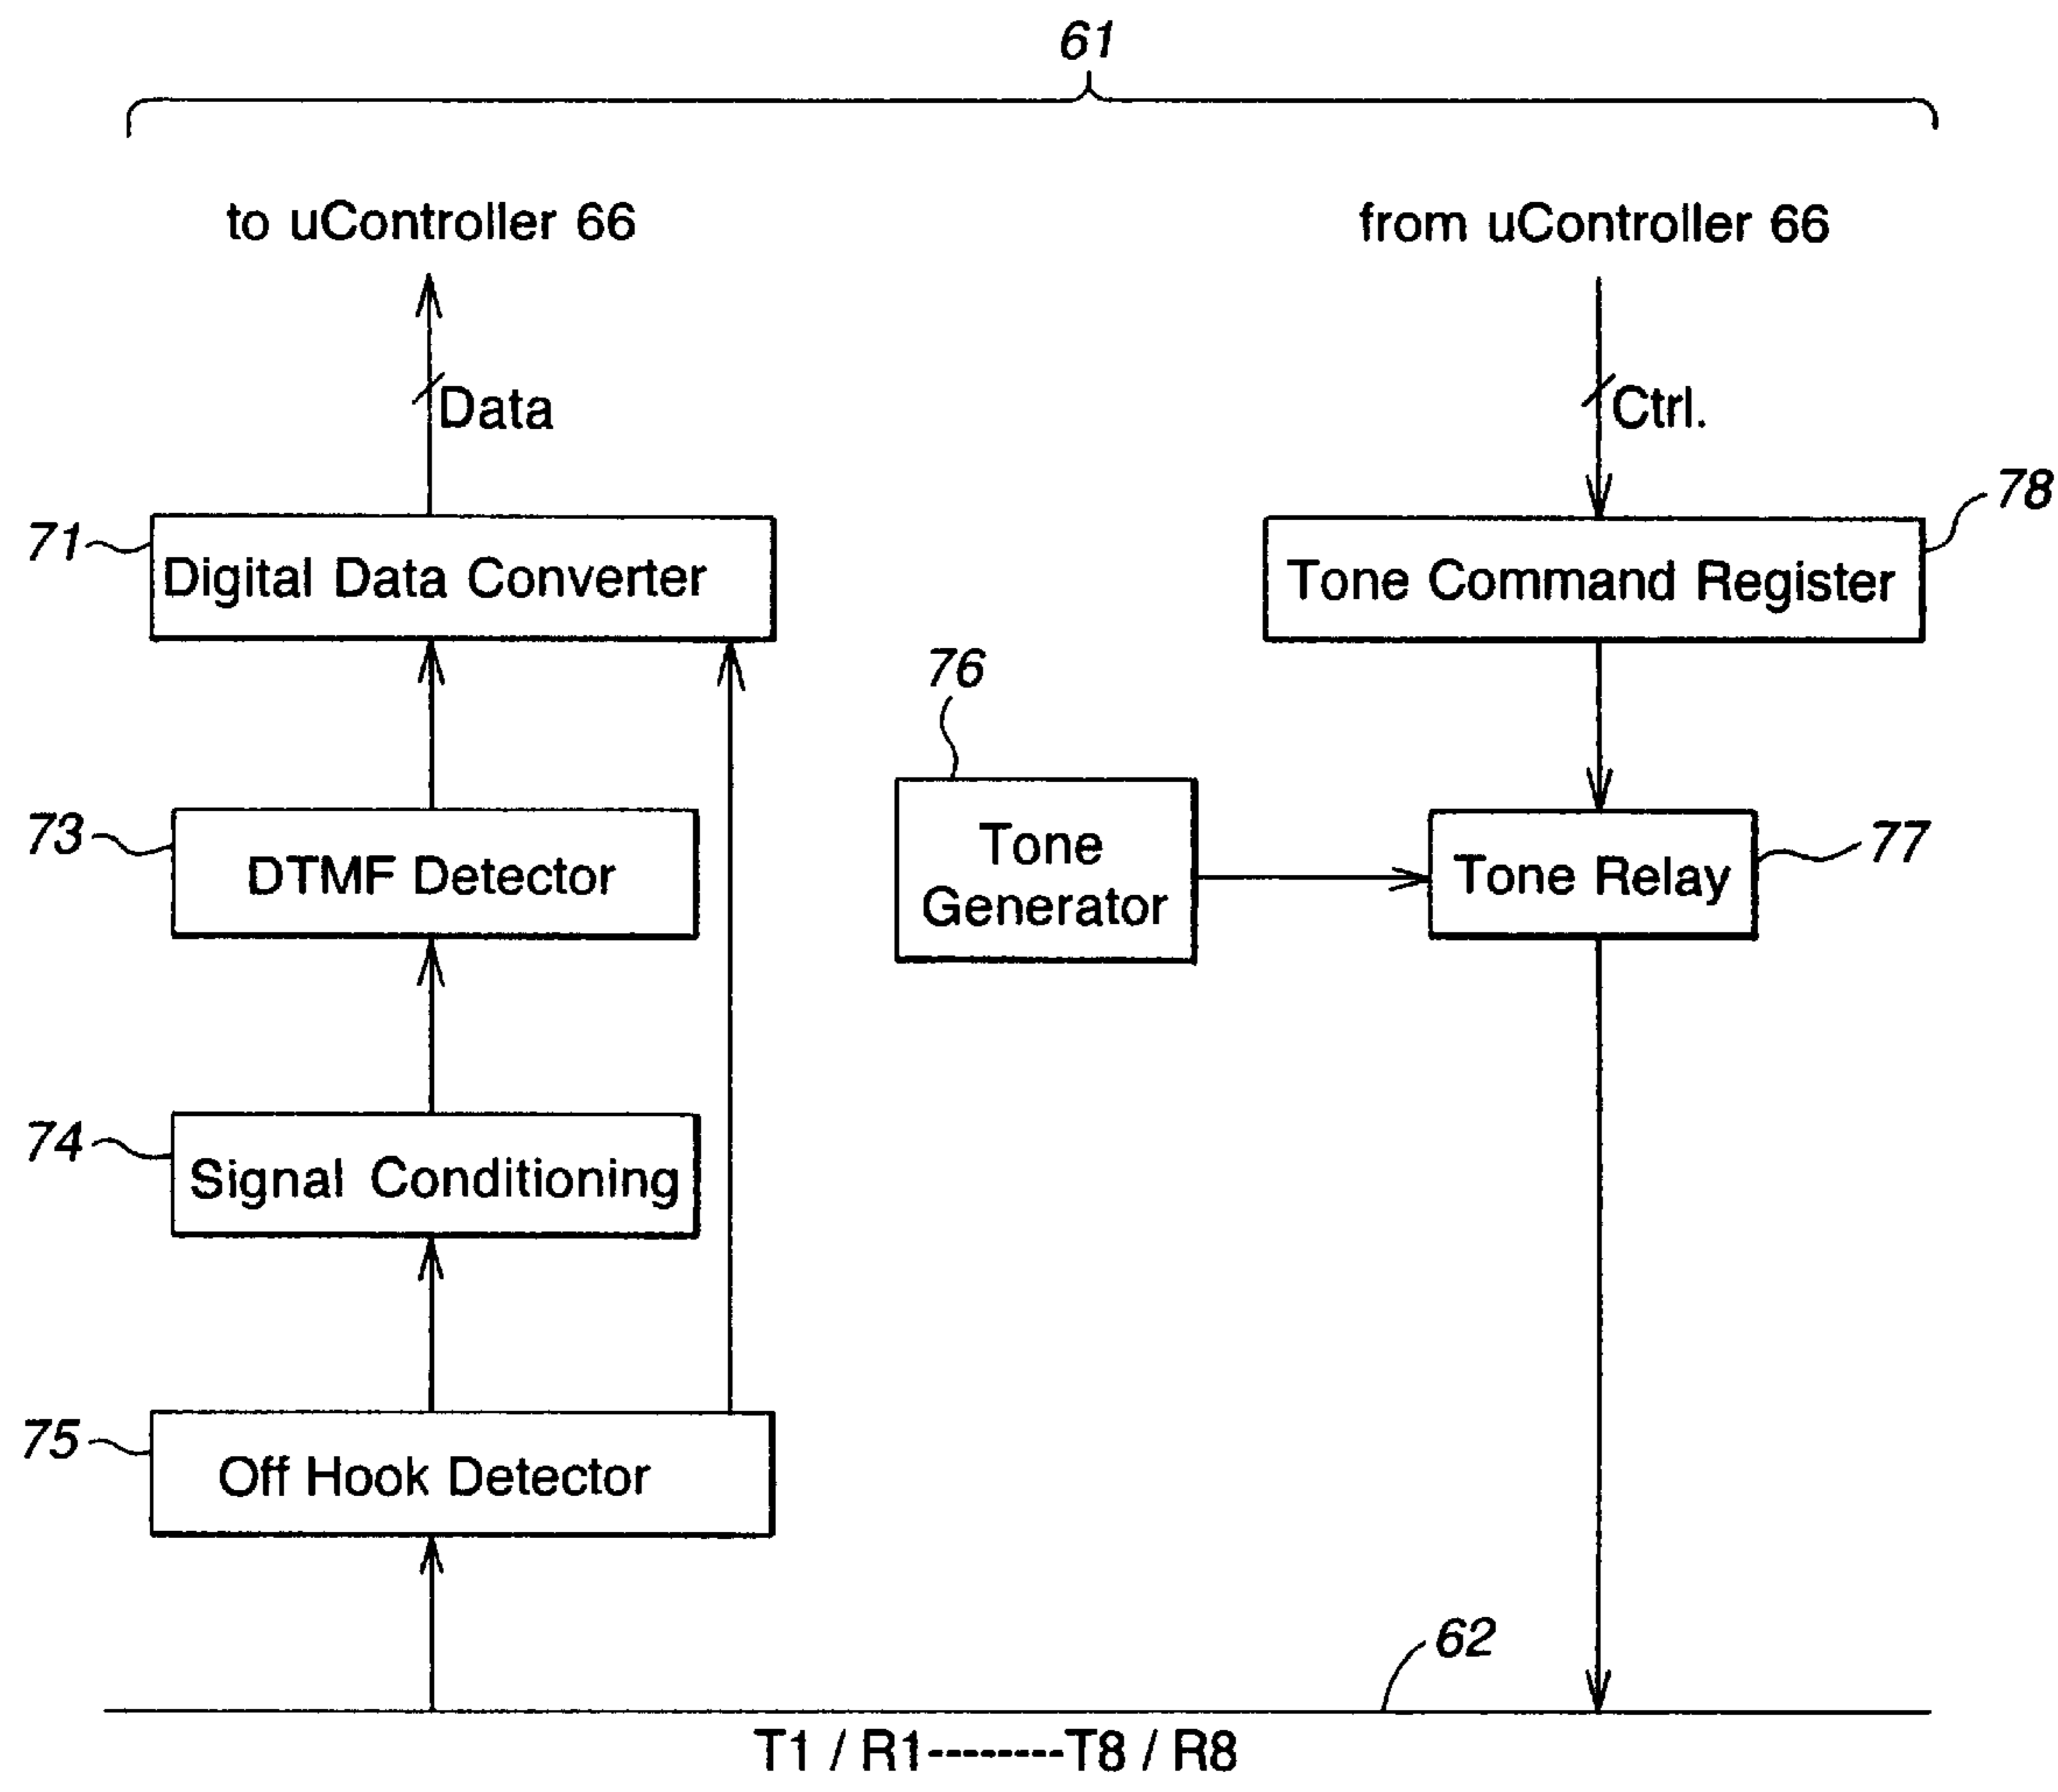 61
to uController 66
from uController 66
Data
Ctrl.
71
Digital Data Converter
78
Tone Command Register
76
73
DTMF Detector
Tone
Generator
77
Tone Relay
74
Signal Conditioning
75
Off Hook Detector
62
T1 / R1--------T8 / R8